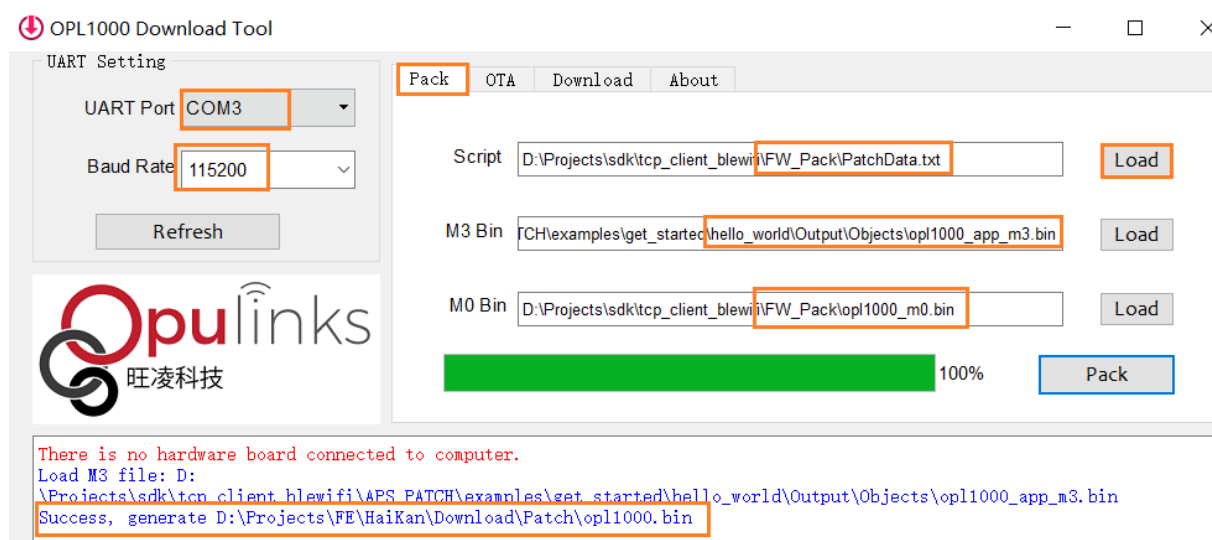 OPL1000 Download Tool
UART Setting
UART Port COM3
Baud Rate 115200
Refresh
Opulinks
旺凌科技
Pack OTA Download About
Script D:\Projects\sdk\tcp_client_blewifi\FW_Pack\PatchData.txt Load
M3 Bin TCH\examples\get_started\hello_world\Output\Objects\opl1000_app_m3.bin Load
M0 Bin D:\Projects\sdk\tcp_client_blewifi\FW_Pack\opl1000_m0.bin Load
100% Pack
There is no hardware board connected to computer.
Load M3 file: D:
\Projects\sdk\tcp_client_blewifi\APS_PATCH\examples\get_started\hello_world\Output\Objects\opl1000_app_m3.bin
Success, generate D:\Projects\FE\HaiKan\Download\Patch\opl1000.bin